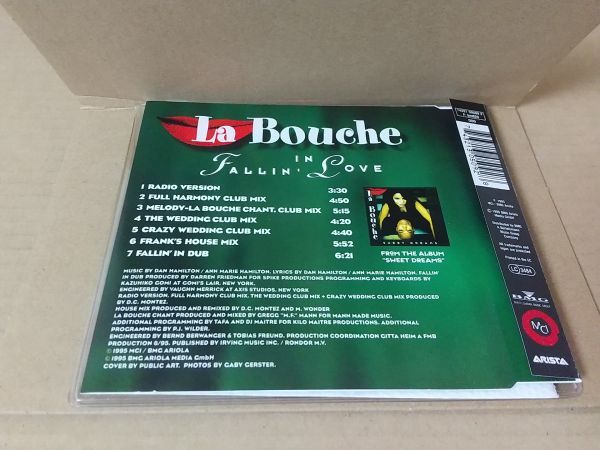 La Bouche
IN
FALLIN' LOVE
1 RADIO VERSION 3:30
2 FULL HARMONY CLUB MIX 4:50
3 MELODY-LA BOUCHE CHANT. CLUB MIX 5:15
4 THE WEDDING CLUB MIX 4:20
5 CRAZY WEDDING CLUB MIX 4:40
6 FRANK'S HOUSE MIX 5:52
7 FALLIN' IN DUB 6:21
La Bouche
SWEET DREAMS
FROM THE ALBUM
"SWEET DREAMS"
MUSIC BY DAN HAMILTON / ANN MARIE HAMILTON. LYRICS BY DAN HAMILTON / ANN MARIE HAMILTON. FALLIN'
IN DUB PRODUCED BY DARREN FRIEDMAN FOR SPIKE PRODUCTIONS PROGRAMMING AND KEYBOARDS BY
KAZUHIKO GOMI AT GOMI'S LAIR. NEW YORK.
ENGINEERED BY VAUGHN MERRICK AT AXIS STUDIOS. NEW YORK
RADIO VERSION. FULL HARMONY CLUB MIX. THE WEDDING CLUB MIX + CRAZY WEDDING CLUB MIX PRODUCED
BY D.C. MONTEZ.
HOUSE MIX PRODUCED AND REMIXED BY D.C. MONTEZ AND M. WONDER
LA BOUCHE CHANT PRODUCED AND MIXED BY GREGG "M.F." MANN FOR MANN MADE MUSIC.
ADDITIONAL PROGRAMMING BY TAFA AND DJ MAITRE FOR KILO MAITRE PRODUCTIONS. ADDITIONAL
PROGRAMMING BY P.J. WILDER.
ENGINEERED BY BERND BERWANGER & TOBIAS FREUND. PRODUCTION COORDINATION GITTA HEIM A FMB
PRODUCTION 8/95. PUBLISHED BY IRVING MUSIC INC. / RONDOR M.V.
℗ 1995 MCI / BMG ARIOLA
© 1995 BMG ARIOLA MEDIA GmbH
COVER BY PUBLIC ART. PHOTOS BY GABY GERSTER.
LC 3484
BMG
MCI
ARISTA